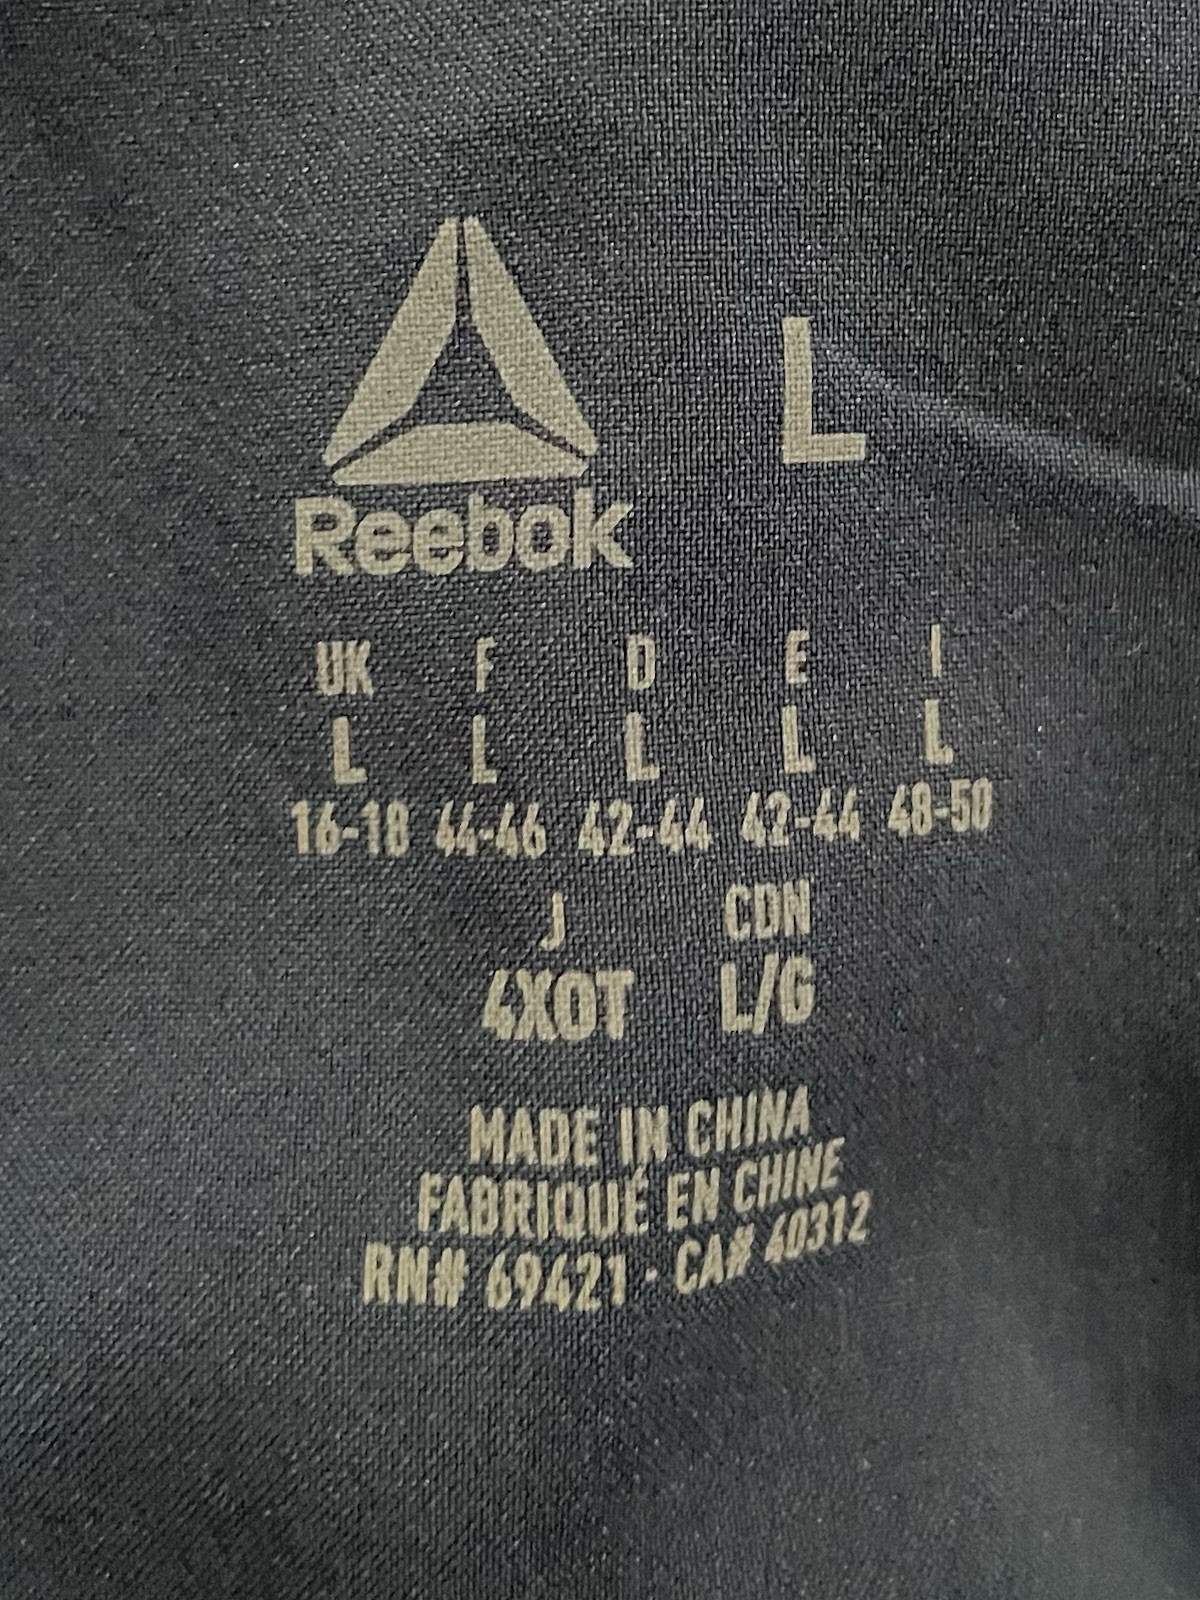 L
Reebok
UK F D E I
L L L L L
16-18 44-46 42-44 42-44 48-50
J CDN
4XOT L/G
MADE IN CHINA
FABRIQUÉ EN CHINE
RN# 69421 · CA# 40312